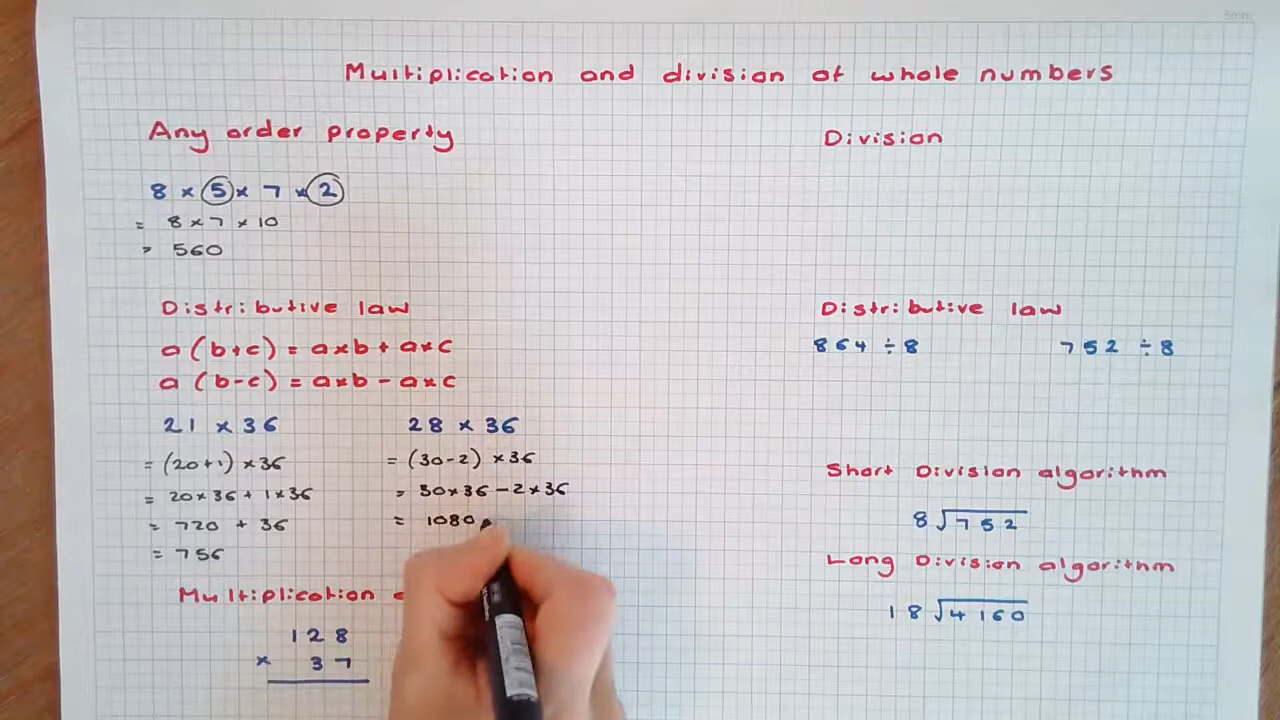 5mm
Multiplication and division of whole numbers
Any order property
8 × 5 × 7 × 2
= 8 × 7 × 10
= 560
Distributive law
a (b+c) = a×b + a×c
a (b-c) = a×b - a×c
21 × 36
= (20+1) × 36
= 20×36 + 1×36
= 720 + 36
= 756
28 × 36
= (30-2) × 36
= 30×36 - 2×36
= 1080
Multiplication
128
× 37
Division
Distributive law
864 ÷ 8
752 ÷ 8
Short Division algorithm
8√752
Long Division algorithm
18√4160